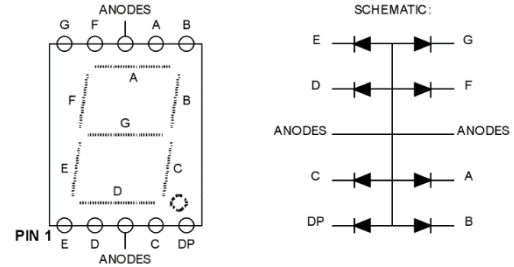 ANODES
G F A B
A
F B
G
E C
D
PIN 1
E D C DP
ANODES
SCHEMATIC:
E G
D F
ANODES ANODES
C A
DP B